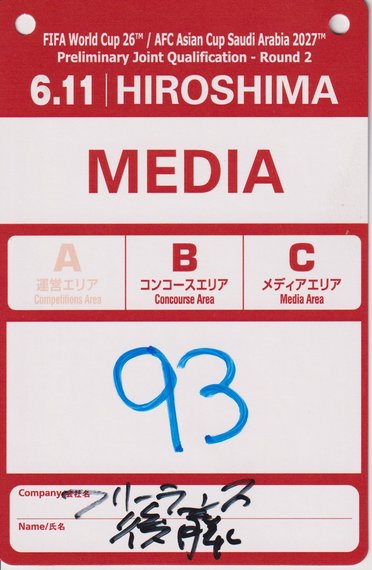 FIFA World Cup 26™ / AFC Asian Cup Saudi Arabia 2027™
Preliminary Joint Qualification - Round 2
6.11 HIROSHIMA
MEDIA
A B C
運営エリア コンコースエリア メディアエリア
Competitions Area Concourse Area Media Area
93
Company/会社名 フリーランス
Name/氏名 後藤